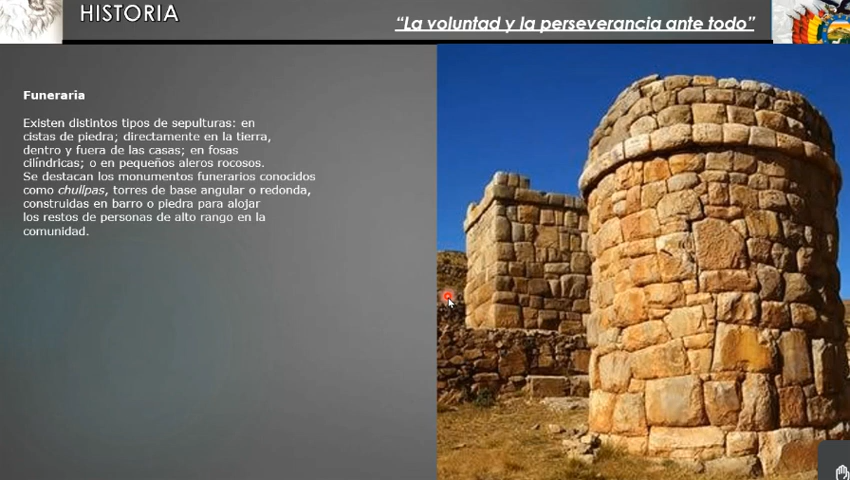 HISTORIA
“La voluntad y la perseverancia ante todo”
Funeraria
Existen distintos tipos de sepulturas: en
cistas de piedra; directamente en la tierra,
dentro y fuera de las casas; en fosas
cilíndricas; o en pequeños aleros rocosos.
Se destacan los monumentos funerarios conocidos
como chullpas, torres de base angular o redonda,
construidas en barro o piedra para alojar
los restos de personas de alto rango en la
comunidad.